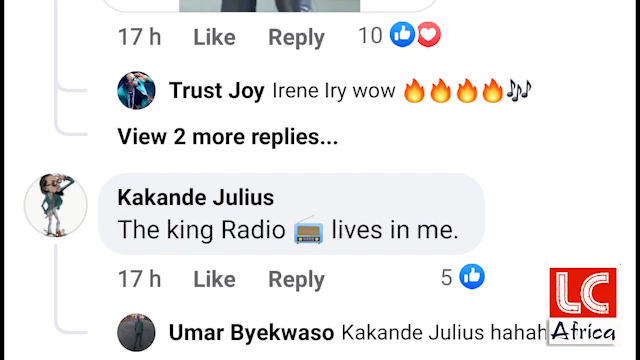 17 h Like Reply 10
Trust Joy Irene Iry wow 🔥🔥🔥🔥🎶
View 2 more replies...
Kakande Julius
The king Radio 📻 lives in me.
17 h Like Reply 5
Umar Byekwaso Kakande Julius hahah
LC
Africa